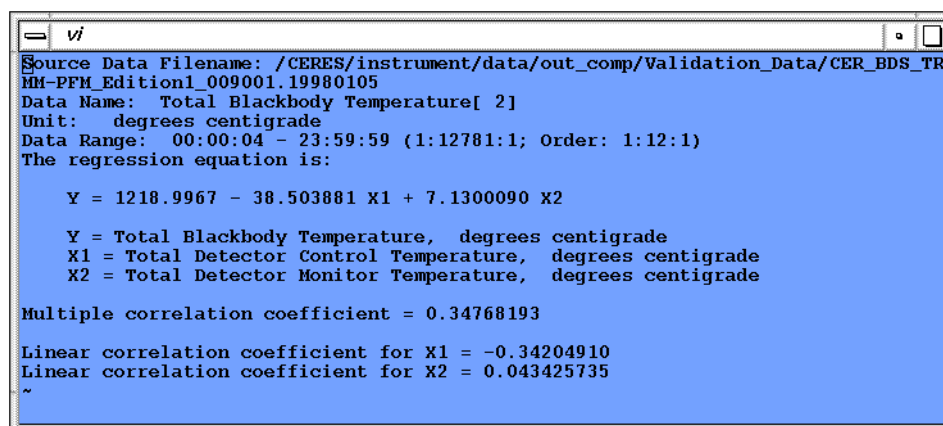 vi
Source Data Filename: /CERES/instrument/data/out_comp/Validation_Data/CER_BDS_TR
MM-PFM_Edition1_009001.19980105
Data Name:  Total Blackbody Temperature[ 2]
Unit:   degrees centigrade
Data Range:  00:00:04 - 23:59:59 (1:12781:1; Order: 1:12:1)
The regression equation is:
Y = 1218.9967 - 38.503881 X1 + 7.1300090 X2
Y = Total Blackbody Temperature,  degrees centigrade
X1 = Total Detector Control Temperature,  degrees centigrade
X2 = Total Detector Monitor Temperature,  degrees centigrade
Multiple correlation coefficient = 0.34768193
Linear correlation coefficient for X1 = -0.34204910
Linear correlation coefficient for X2 = 0.043425735
~